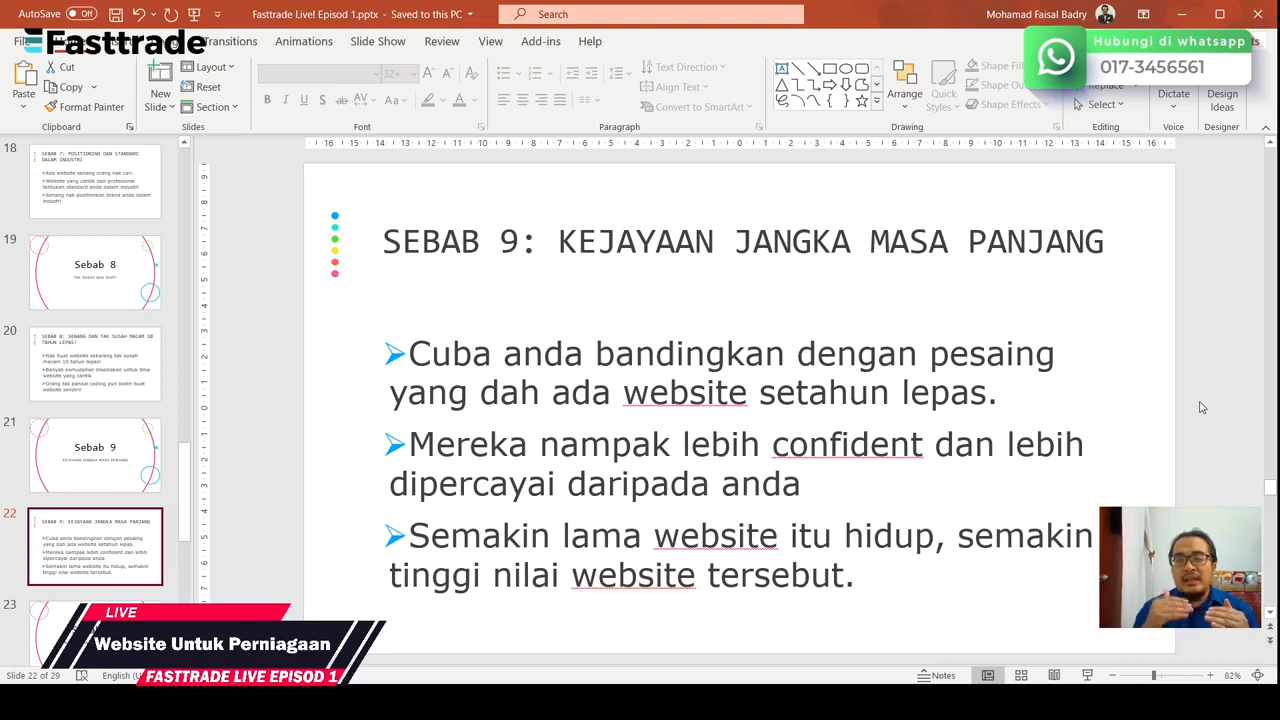 AutoSave Off
Fasttrade Live! Episod 1.pptx - Saved to this PC
Search
Mohamad Faisal Badry
Fasttrade
Transitions
Animations
Slide Show
Review
View
Add-ins
Help
Hubungi di whatsapp
017-3456561
Paste
Cut
Copy
Format Painter
Clipboard
New Slide
Layout
Reset
Section
Slides
32+
Font
Text Direction
Align Text
Convert to SmartArt
Paragraph
Arrange
Quick Styles
Shape Fill
Shape Outline
Shape Effects
Drawing
Replace
Select
Editing
Dictate
Voice
Design Ideas
Designer
18
SEBAB 7: POSITIONING DAN STANDARD DALAM INDUSTRI
Ada website senang orang nak cari.
Website yang cantik dan profesional tentukan standard anda dalam industri
Senang nak positionkan brand anda dalam industri
19
Sebab 8
TAK SUSAH NAK BUAT!
20
SEBAB 8: SENANG DAN TAK SUSAH MACAM 10 TAHUN LEPAS!
Nak buat website sekarang tak susah macam 10 tahun lepas!
Banyak kemudahan disediakan untuk bina website yang cantik
Orang tak pandai coding pun boleh buat website sendiri!
21
Sebab 9
KEJAYAAN JANGKA MASA PANJANG
22
SEBAB 9: KEJAYAAN JANGKA MASA PANJANG
Cuba anda bandingkan dengan pesaing yang dah ada website setahun lepas.
Mereka nampak lebih confident dan lebih dipercayai daripada anda
Semakin lama website itu hidup, semakin tinggi nilai website tersebut.
23
SEBAB 9: KEJAYAAN JANGKA MASA PANJANG
Cuba anda bandingkan dengan pesaing
yang dah ada website setahun lepas.
Mereka nampak lebih confident dan lebih
dipercayai daripada anda
Semakin lama website itu hidup, semakin
tinggi nilai website tersebut.
LIVE
Website Untuk Perniagaan
FASTTRADE LIVE EPISOD 1
Slide 22 of 29
English
Notes
82%